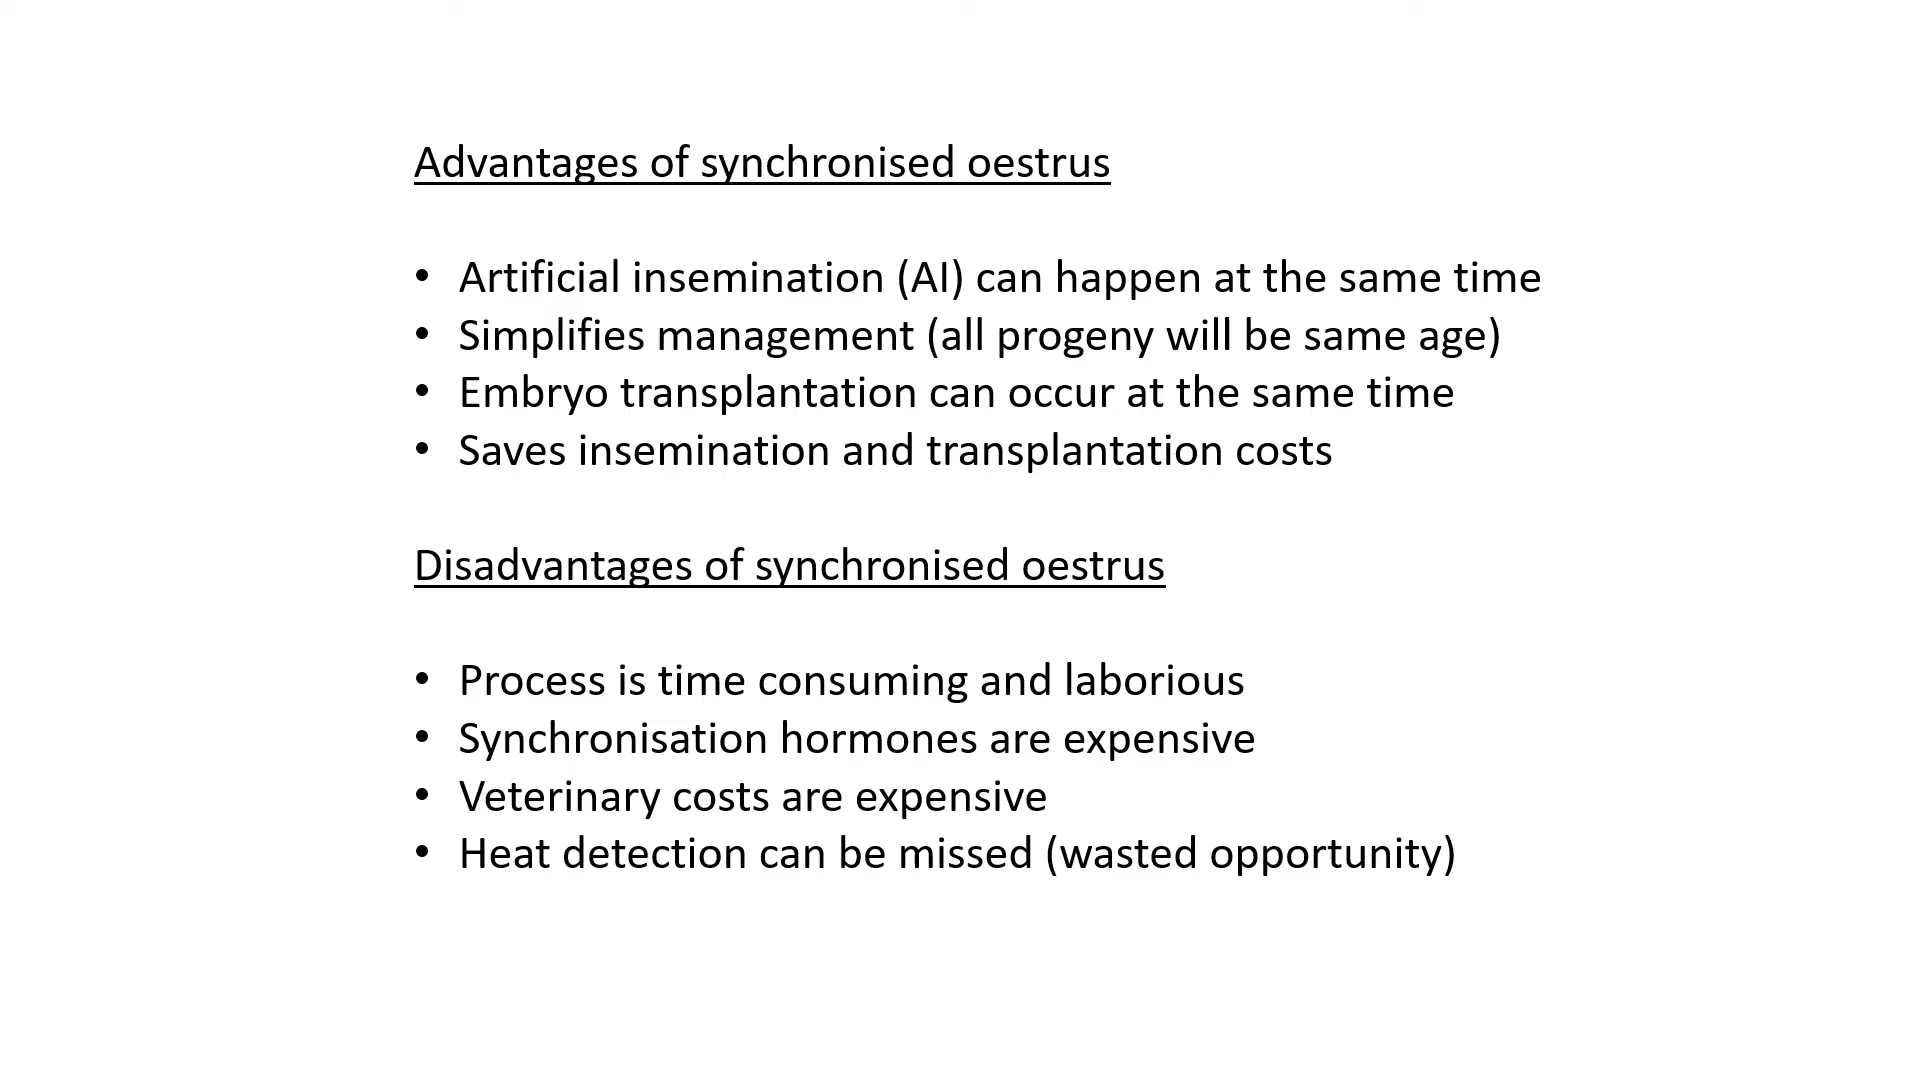 Advantages of synchronised oestrus
• Artificial insemination (AI) can happen at the same time
• Simplifies management (all progeny will be same age)
• Embryo transplantation can occur at the same time
• Saves insemination and transplantation costs
Disadvantages of synchronised oestrus
• Process is time consuming and laborious
• Synchronisation hormones are expensive
• Veterinary costs are expensive
• Heat detection can be missed (wasted opportunity)